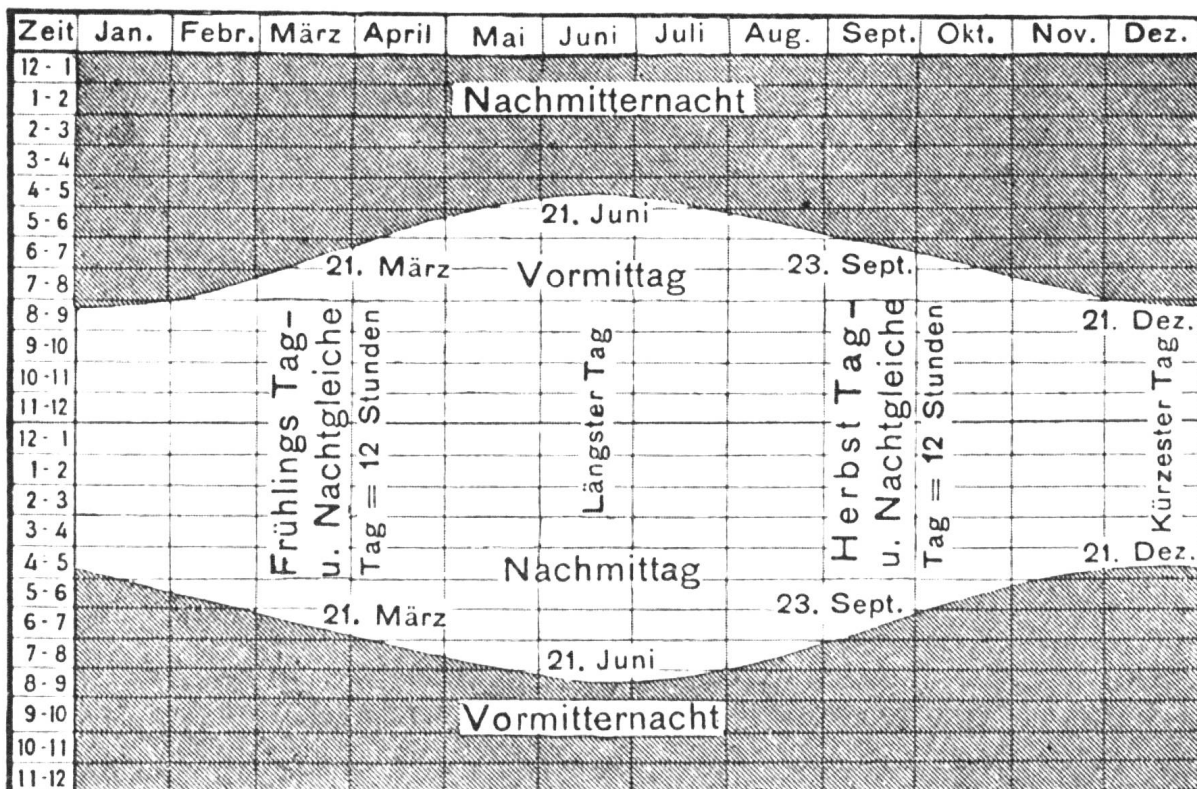 Zeit Jan. Febr. März April Mai Juni Juli Aug. Sept. Okt. Nov. Dez.
12 - 1
1 - 2
Nachmitternacht
2 - 3
3 - 4
4 - 5
5 - 6
21. Juni
6 - 7
21. März
Vormittag
23. Sept.
7 - 8
8 - 9
21. Dez.
9 -10
10 -11
11 -12
12 - 1
1 - 2
2 - 3
3 - 4
Frühlings Tag-
u. Nachtgleiche
Tag = 12 Stunden
Längster Tag
Herbst Tag-
u. Nachtgleiche
Tag = 12 Stunden
Kürzester Tag
4 - 5
Nachmittag
21. Dez.
5 - 6
6 - 7
21. März
23. Sept.
7 - 8
21. Juni
8 - 9
9 -10
Vormitternacht
10 -11
11 -12